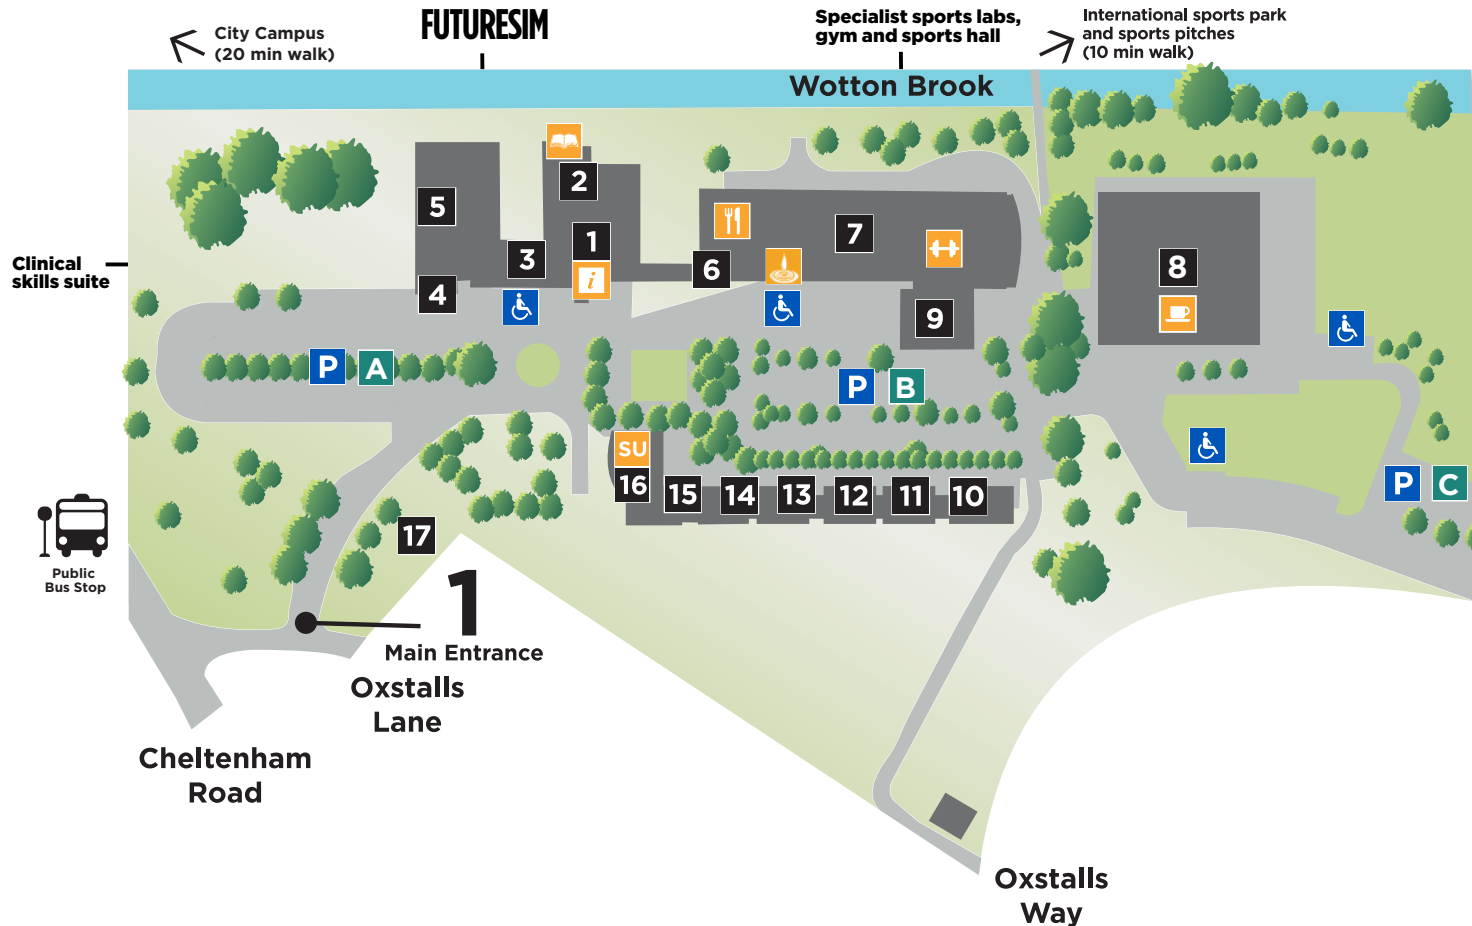 City Campus
(20 min walk)
FUTURESIM
Specialist sports labs,
gym and sports hall
International sports park
and sports pitches
(10 min walk)
Wotton Brook
2
5
1
3
i
4
6
7
8
9
Clinical
skills suite
P
A
P
B
SU
16
15
14
13
12
11
10
P
C
17
Public
Bus Stop
1
Main Entrance
Oxstalls
Lane
Cheltenham
Road
Oxstalls
Way